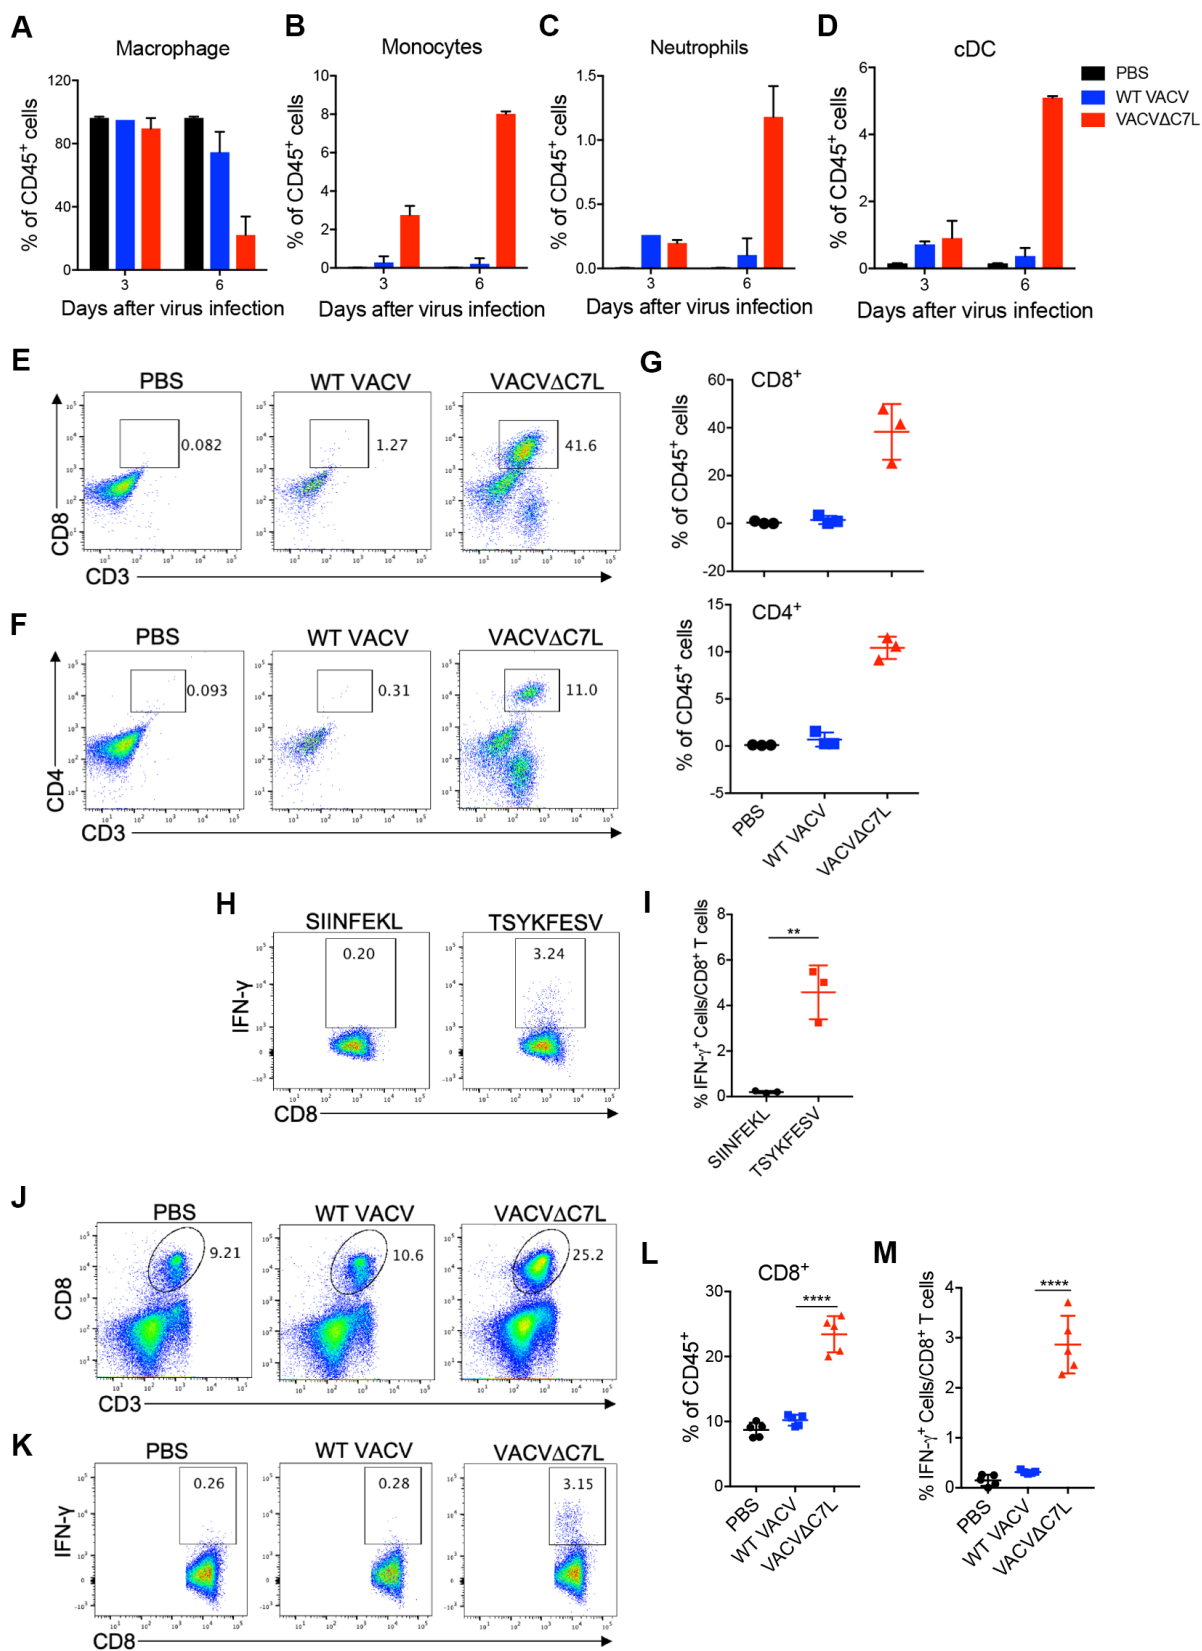 A
Macrophage
% of CD45+ cells
120
80
40
0
3
6
Days after virus infection
B
Monocytes
% of CD45+ cells
10
8
6
4
2
0
3
6
Days after virus infection
C
Neutrophils
% of CD45+ cells
1.5
1.0
0.5
0.0
3
6
Days after virus infection
D
cDC
% of CD45+ cells
6
4
2
0
3
6
Days after virus infection
PBS
WT VACV
VACVΔC7L
E
PBS
WT VACV
VACVΔC7L
0.082
1.27
41.6
CD8
CD3
G
CD8+
% of CD45+ cells
60
40
20
0
-20
F
PBS
WT VACV
VACVΔC7L
0.093
0.31
11.0
CD4
CD3
CD4+
% of CD45+ cells
15
10
5
0
-5
PBS
WT VACV
VACVΔC7L
H
SIINFEKL
TSYKFESV
0.20
3.24
IFN-γ
CD8
I
% IFN-γ+ Cells/CD8+ T cells
8
6
4
2
0
**
SIINFEKL
TSYKFESV
J
PBS
WT VACV
VACVΔC7L
9.21
10.6
25.2
CD8
CD3
K
PBS
WT VACV
VACVΔC7L
0.26
0.28
3.15
IFN-γ
CD8
L
CD8+
% of CD45+
30
20
10
0
****
PBS
WT VACV
VACVΔC7L
M
% IFN-γ+ Cells/CD8+ T cells
4
3
2
1
0
****
PBS
WT VACV
VACVΔC7L